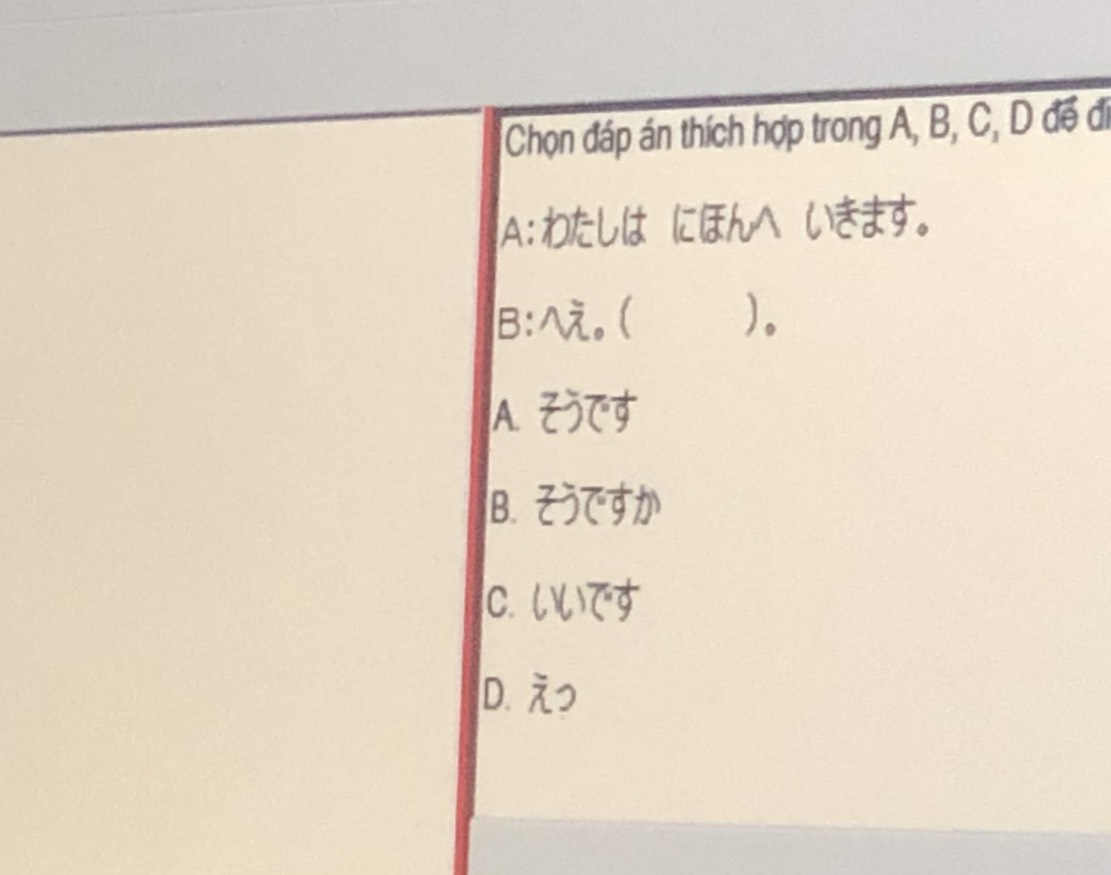 Chọn đáp án thích hợp trong A, B, C, D để
A:わたしは にほんへ いきます。
B:へえ。( )。
A. そうです
B. そうですか
C. いいです
D. えっ